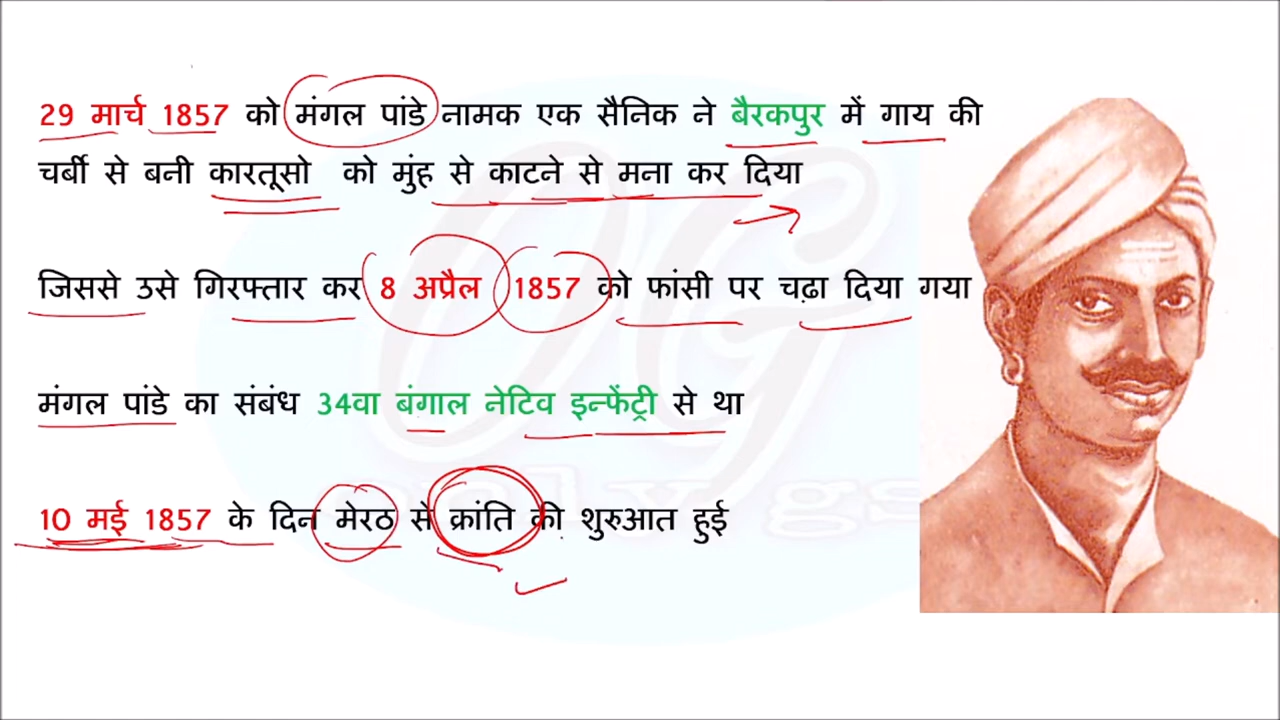 29 मार्च 1857 को मंगल पांडे नामक एक सैनिक ने बैरकपुर में गाय की
चर्बी से बनी कारतूसो को मुंह से काटने से मना कर दिया
जिससे उसे गिरफ्तार कर 8 अप्रैल 1857 को फांसी पर चढ़ा दिया गया
मंगल पांडे का संबंध 34वा बंगाल नेटिव इन्फेंट्री से था
10 मई 1857 के दिन मेरठ से क्रांति की शुरुआत हुई